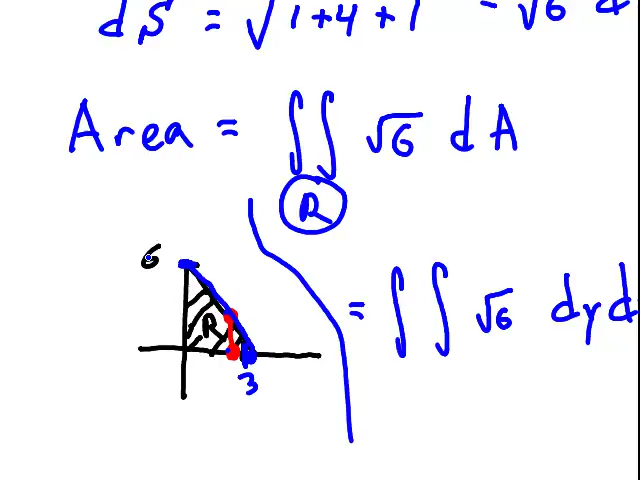 dS = √1+4+1 = √6 d
Area = ∫∫ √6 dA
R
6
R
= ∫ ∫ √6 dyd
3